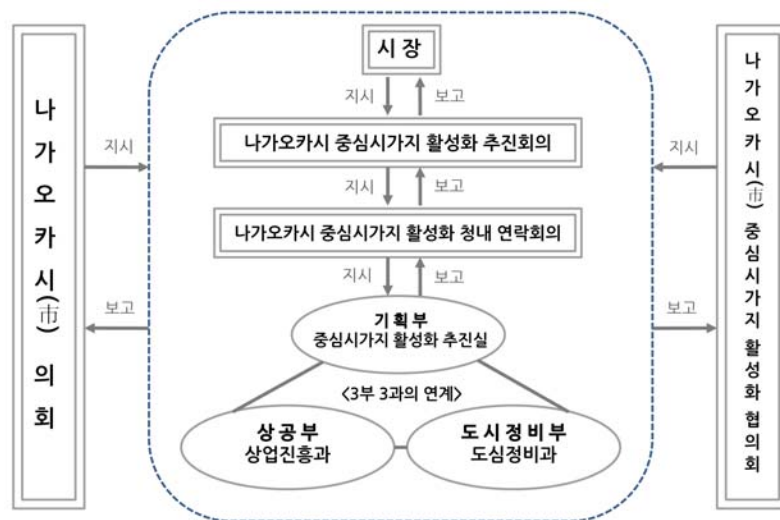 시 장
지시
보고
나가오카시 중심시가지 활성화 추진회의
지시
보고
나가오카시 중심시가지 활성화 청내 연락회의
지시
보고
기 획 부
중심시가지 활성화 추진실
<3부 3과의 연계>
상 공 부
상업진흥과
도 시 정 비 부
도심정비과
나가오카시(市) 의회
지시
보고
나가오카시(市) 중심시가지 활성화 협의회
지시
보고